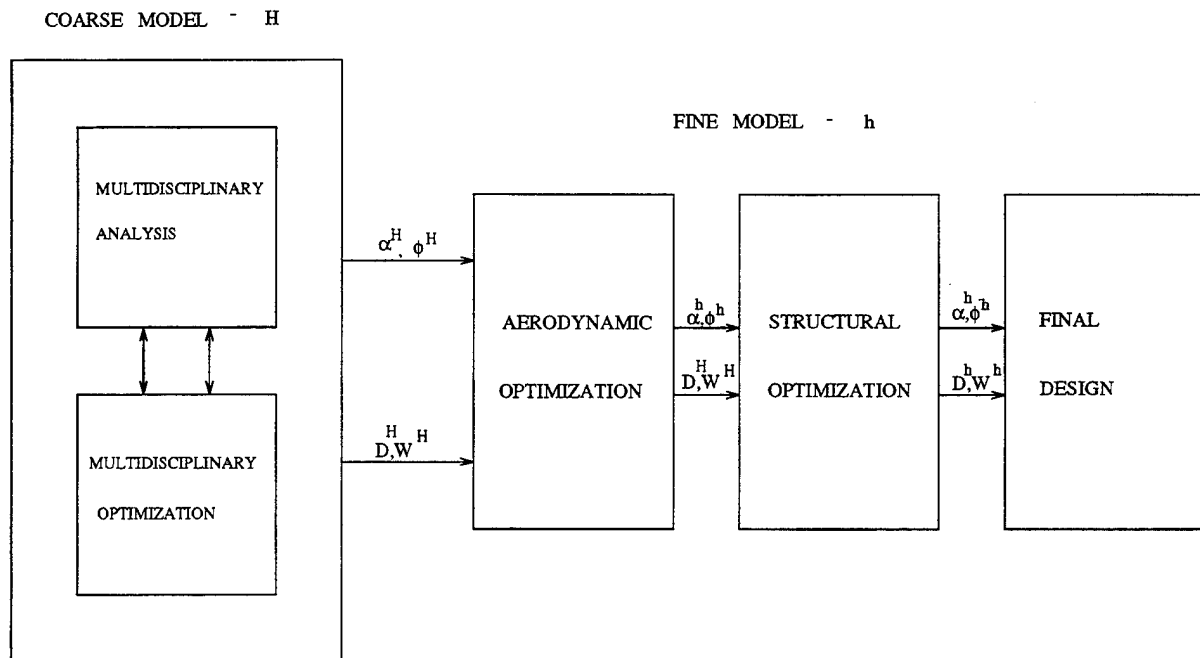 COARSE MODEL - H
MULTIDISCIPLINARY
ANALYSIS
MULTIDISCIPLINARY
OPTIMIZATION
α^H, ϕ^H
D^H, W^H
FINE MODEL - h
AERODYNAMIC
OPTIMIZATION
α^h, ϕ^h
D^H, W^H
STRUCTURAL
OPTIMIZATION
α^h, ϕ^h
D^h, W^h
FINAL
DESIGN